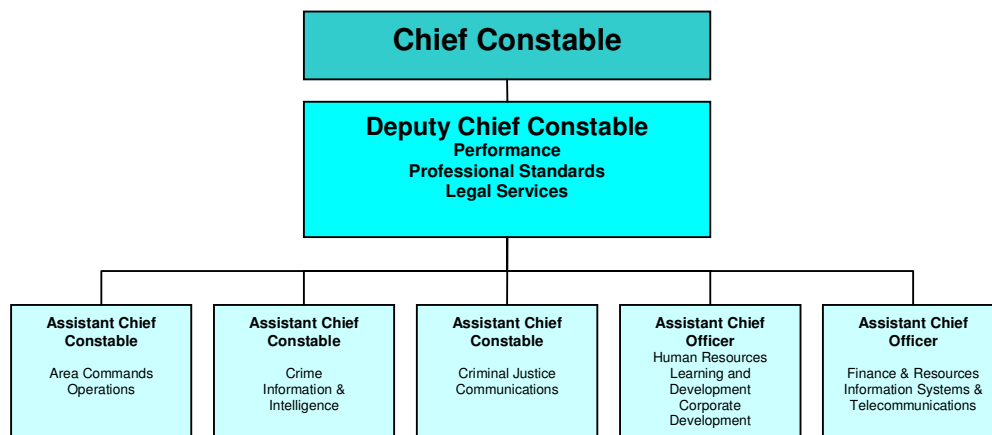 Chief Constable
Deputy Chief Constable
Performance
Professional Standards
Legal Services
Assistant Chief
Constable
Area Commands
Operations
Assistant Chief
Constable
Crime
Information &
Intelligence
Assistant Chief
Constable
Criminal Justice
Communications
Assistant Chief
Officer
Human Resources
Learning and
Development
Corporate
Development
Assistant Chief
Officer
Finance & Resources
Information Systems &
Telecommunications